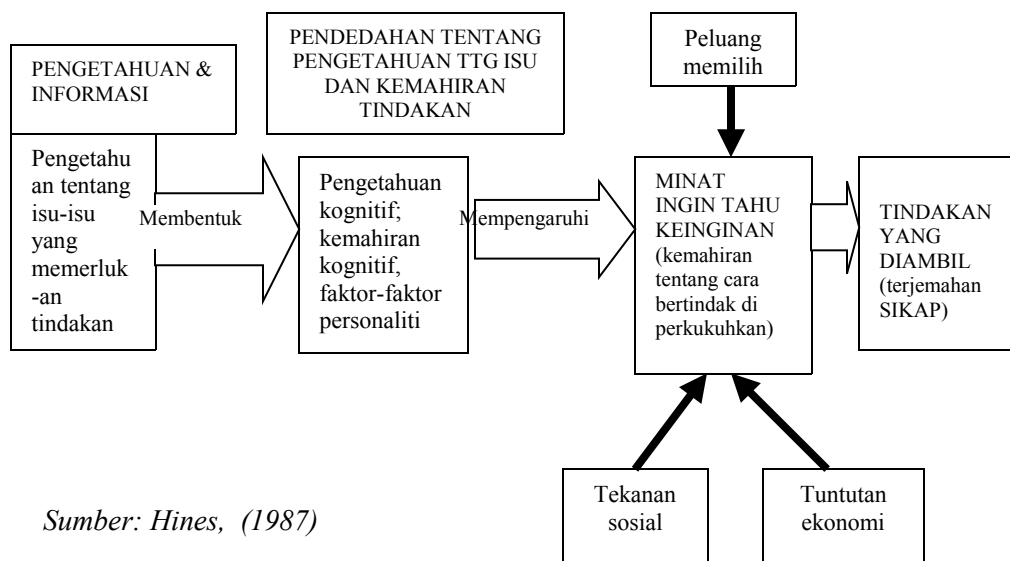 PENGETAHUAN &
INFORMASI
PENDEDAHAN TENTANG
PENGETAHUAN TTG ISU
DAN KEMAHIRAN
TINDAKAN
Peluang
memilih
Pengetahu
an tentang
isu-isu
yang
memerluk
-an
tindakan
Membentuk
Pengetahuan
kognitif;
kemahiran
kognitif,
faktor-faktor
personaliti
Mempengaruhi
MINAT
INGIN TAHU
KEINGINAN
(kemahiran
tentang cara
bertindak di
perkukuhkan)
TINDAKAN
YANG
DIAMBIL
(terjemahan
SIKAP)
Tekanan
sosial
Tuntutan
ekonomi
Sumber: Hines, (1987)